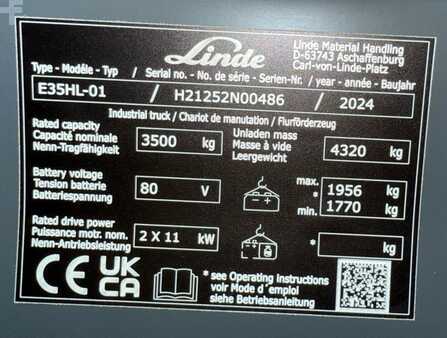 Linde
Linde Material Handling
D-63743 Aschaffenburg
Carl-von-Linde-Platz
Type - Modéle - Typ / Serial no. - No. de série - Serien-Nr. / year - année - Baujahr
E35HL-01 / H21252N00486 / 2024
Industrial truck / Chariot de manutation / Flurförderzeug
Rated capacity
Capacité nominale
Nenn-Tragfähigkeit
3500 kg
Unladen mass
Masse à vide
Leergewicht
4320 kg
Battery voltage
Tension batterie
Batteriespannung
80 V
max. * 1956 kg
min. * 1770 kg
Rated drive power
Puissance mot. nom.
Nenn-Antriebsleistung
2 X 11 kW
* kg
CE UK CA
* see Operating instructions
voir Mode d'emploi
siehe Betriebsanleitung